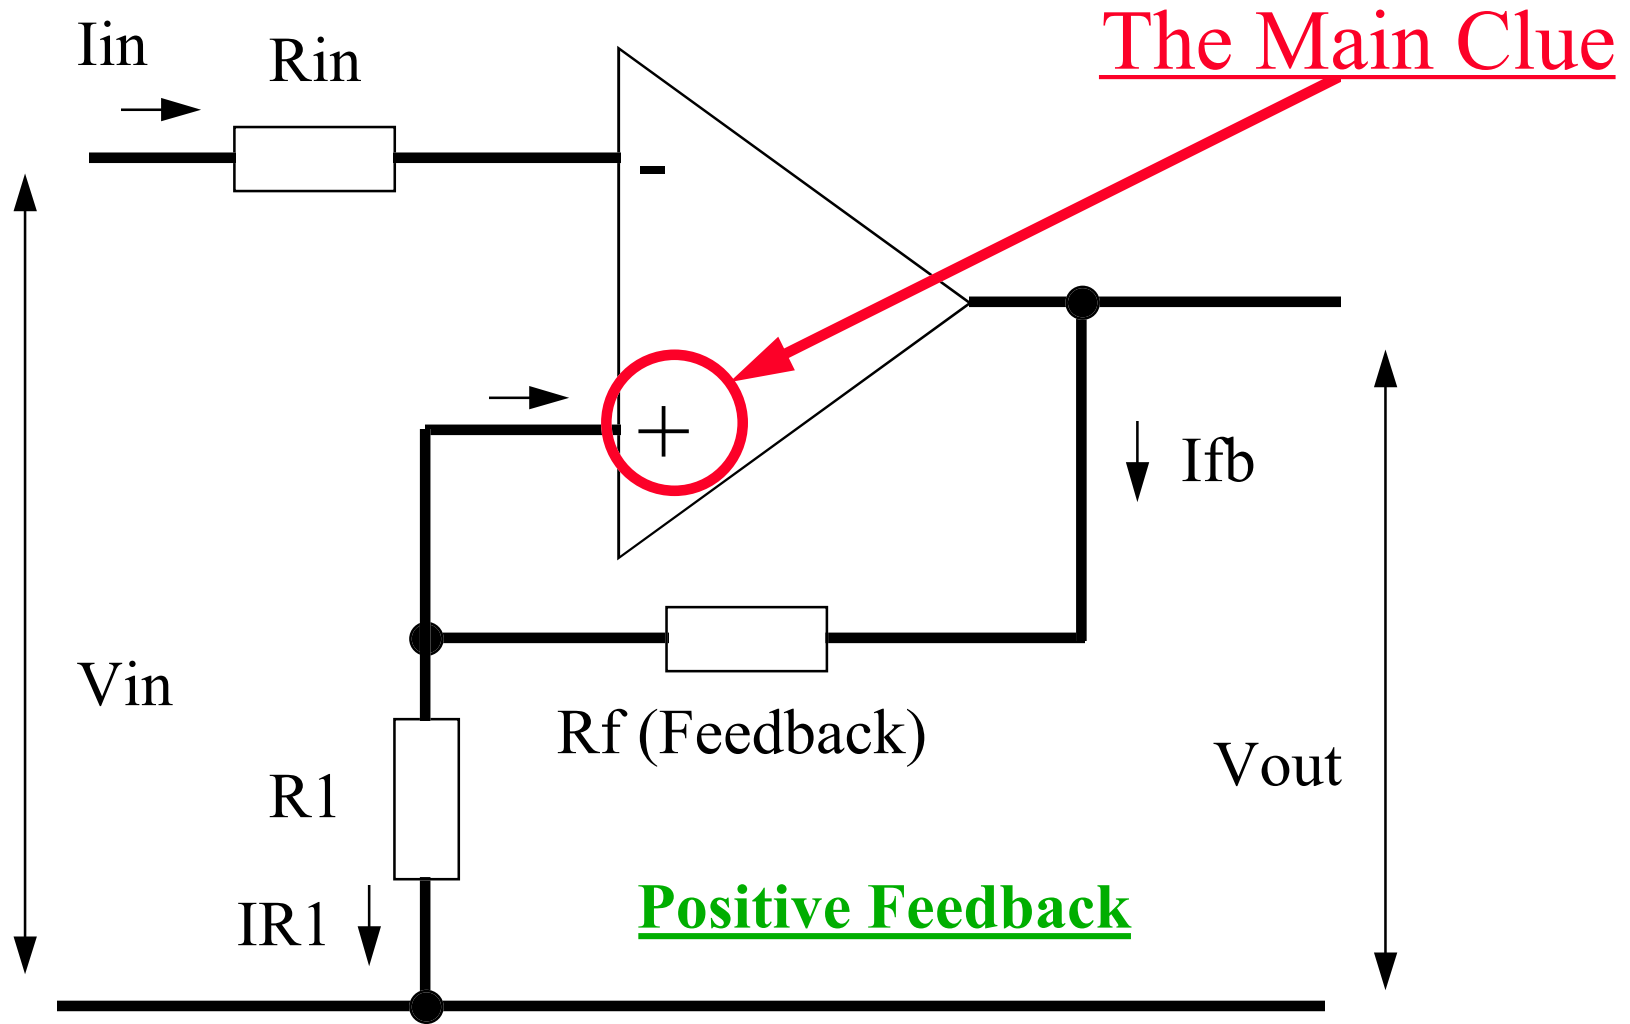 The Main Clue
Iin
Rin
-
+
Ifb
Vin
Rf (Feedback)
Vout
R1
IR1
Positive Feedback